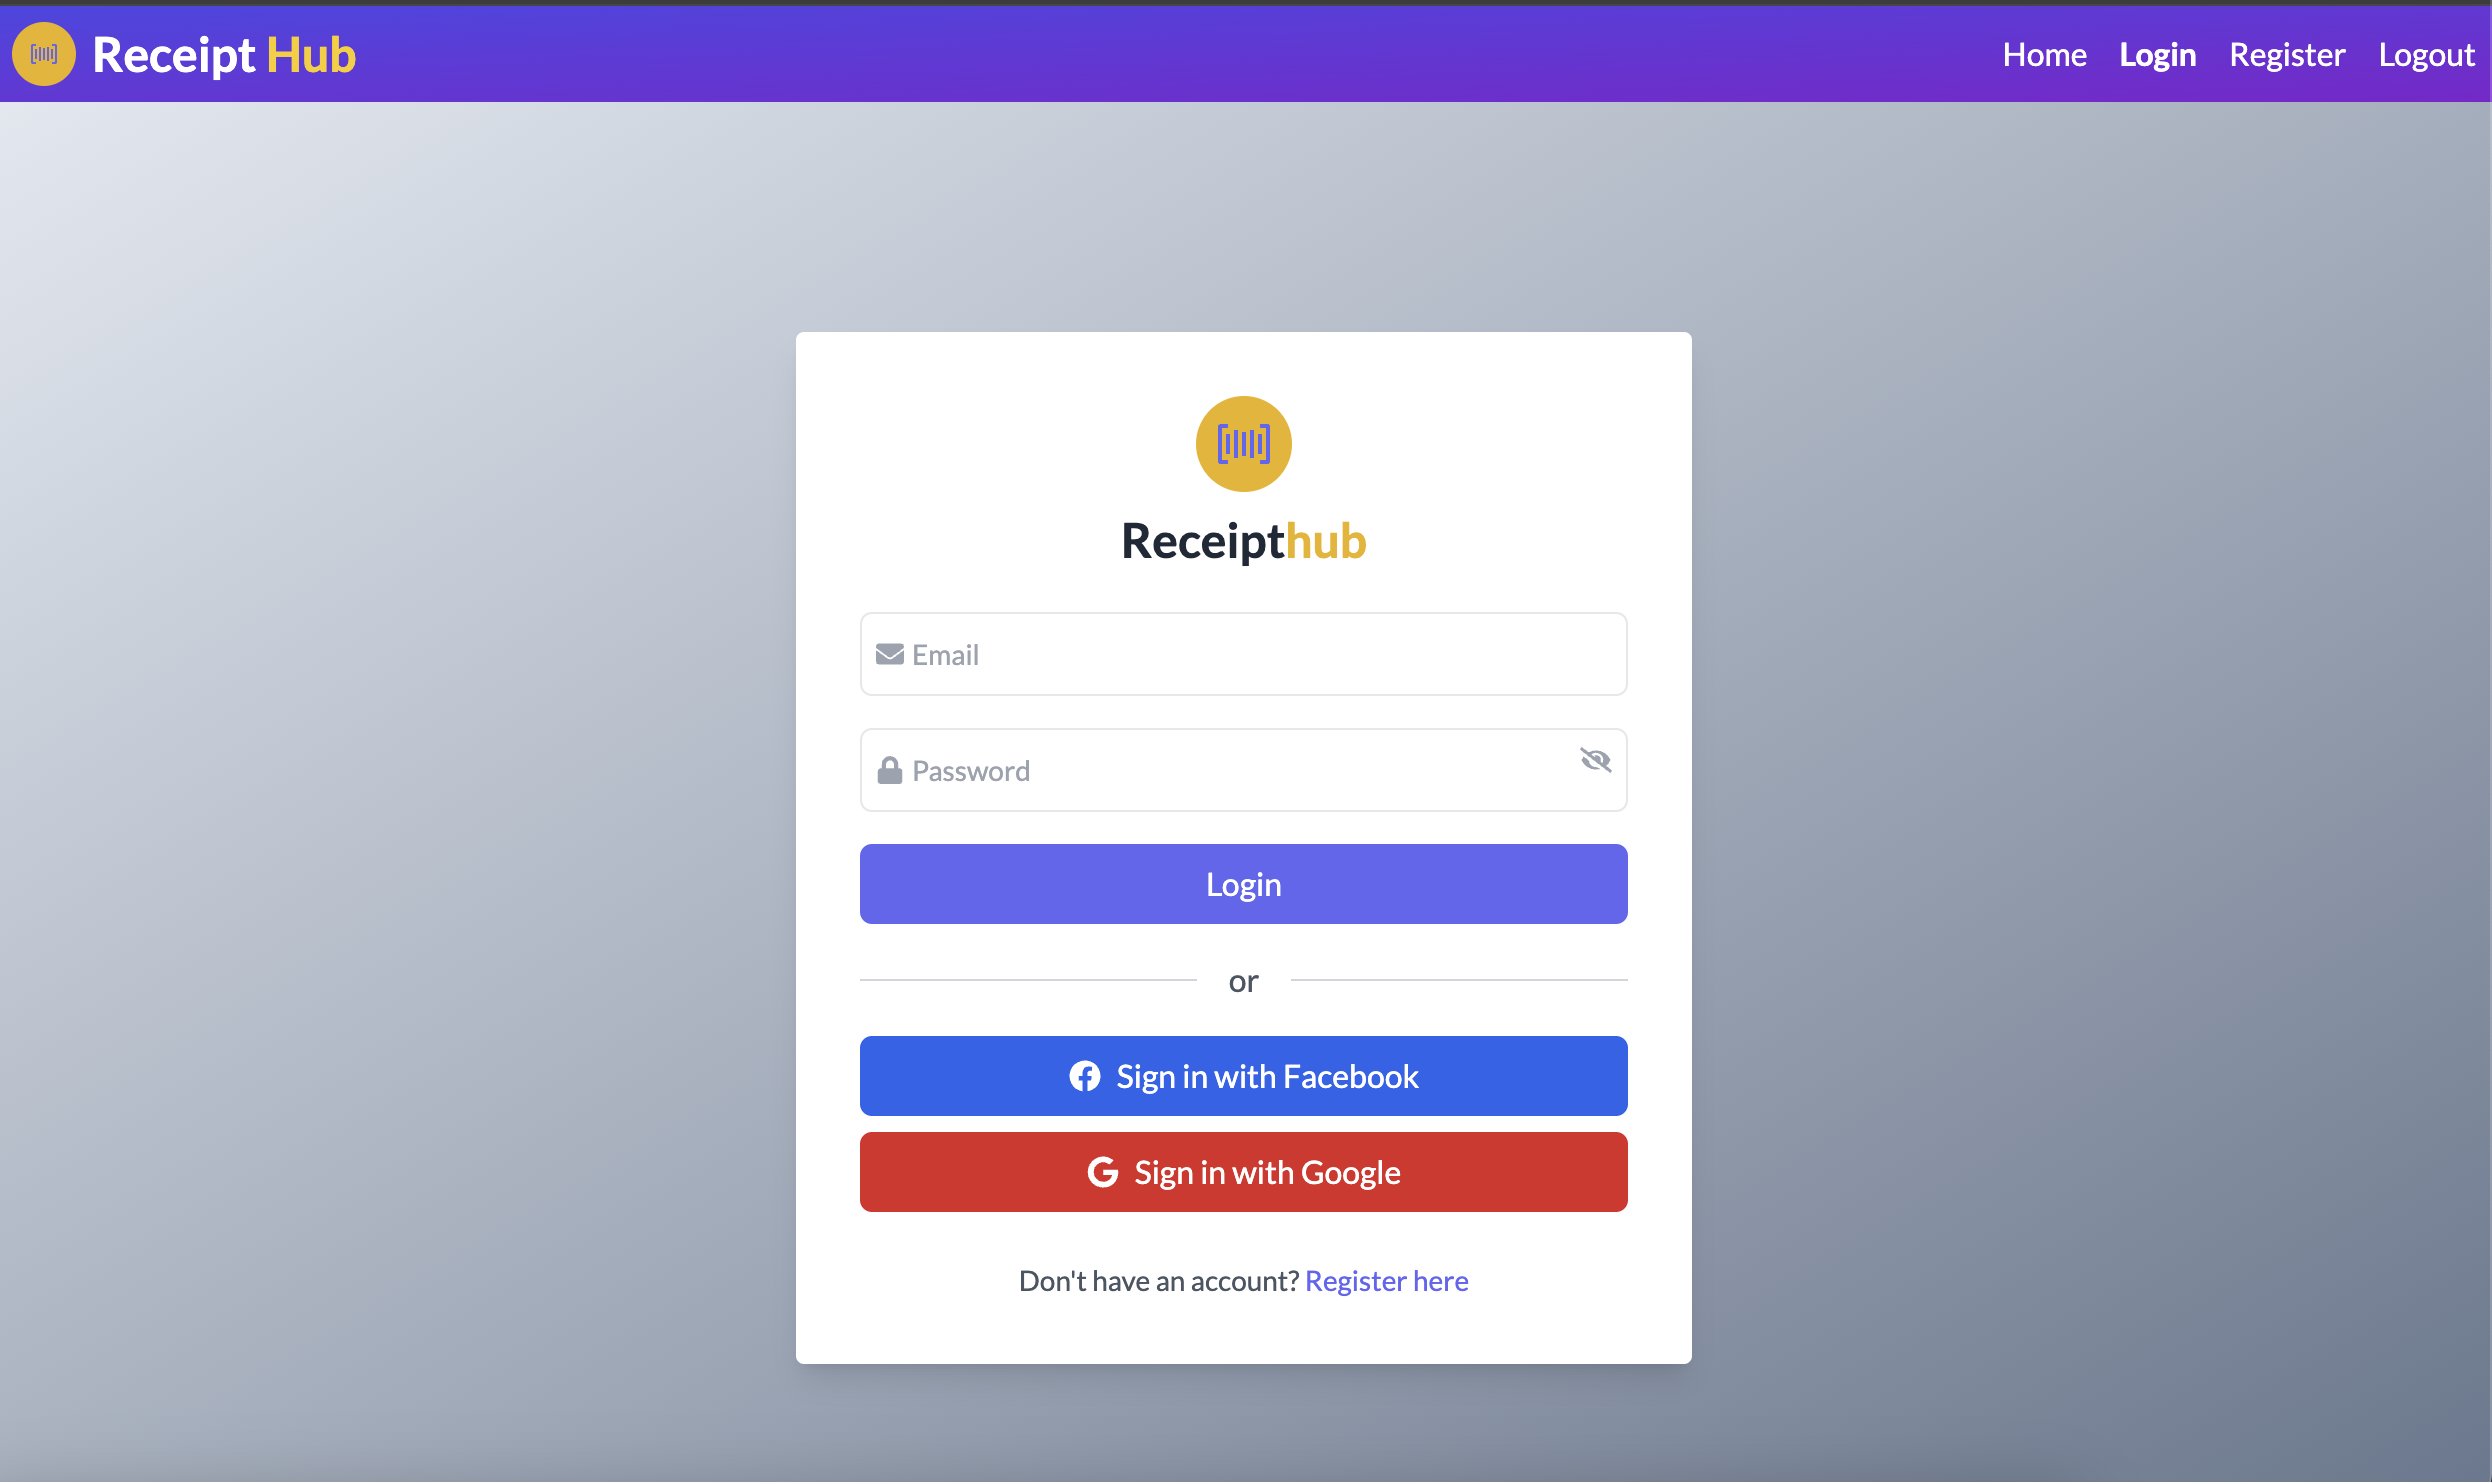 Receipt Hub Home Login Register Logout
Receipthub
Email
Password
Login
or
Sign in with Facebook
Sign in with Google
Don't have an account? Register here